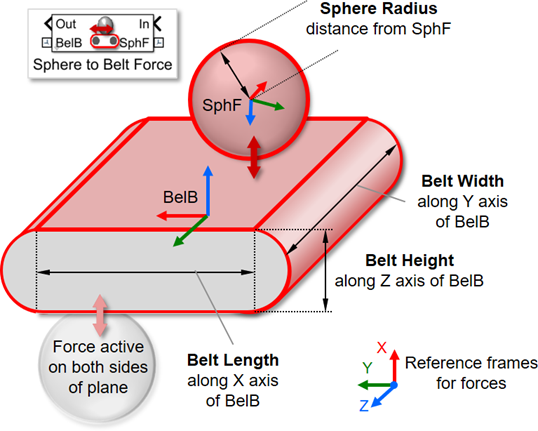 Out In
BelB SphF
Sphere to Belt Force
Sphere Radius
distance from SphF
SphF
BelB
Belt Width
along Y axis
of BelB
Belt Height
along Z axis of BelB
Force active
on both sides
of plane
Belt Length
along X axis
of BelB
X
Y
Z
Reference frames
for forces